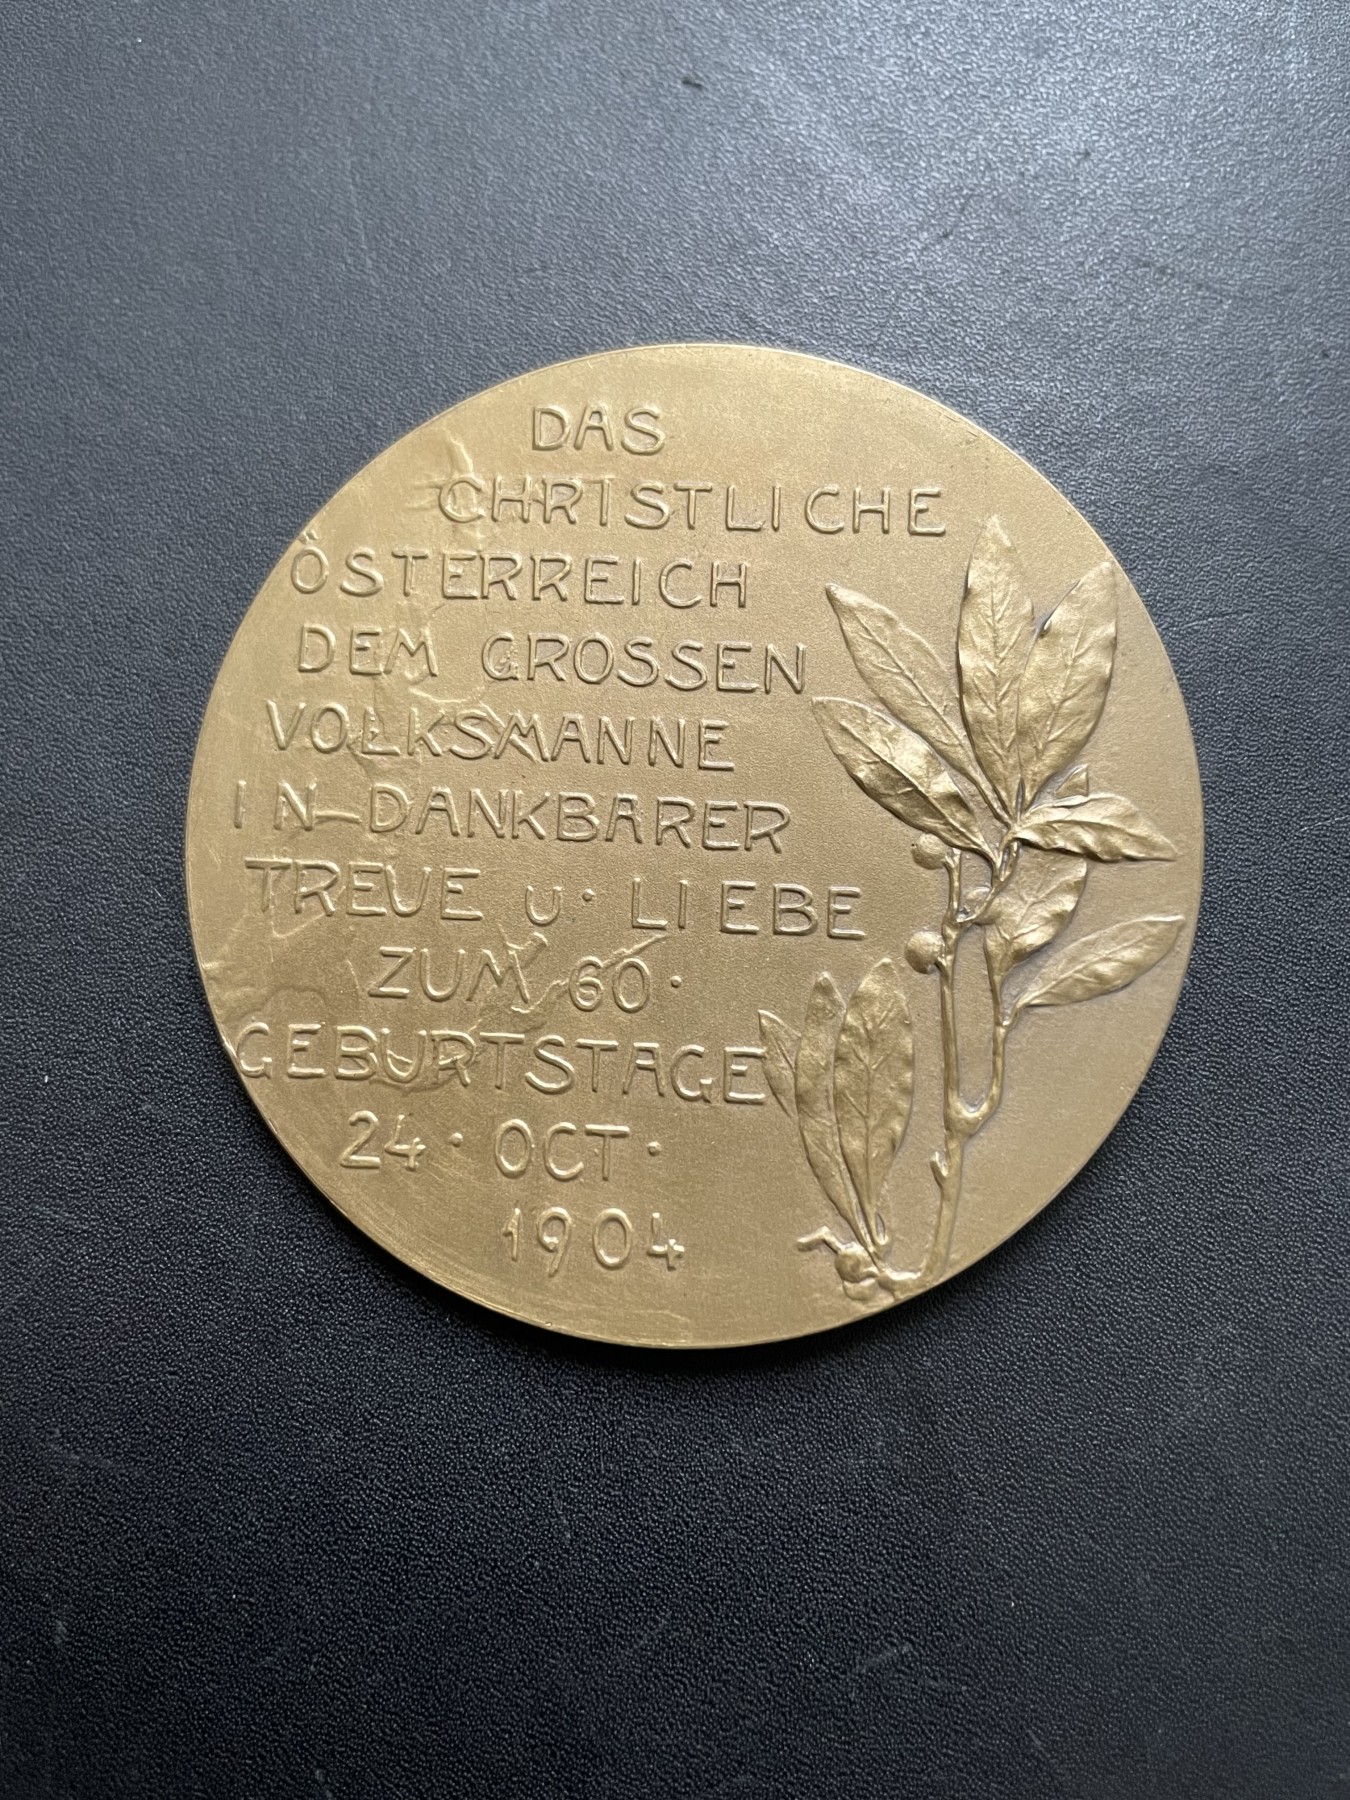 DAS
CHRISTLICHE
ÖSTERREICH
DEM GROSSEN
VOLKSMANNE
IN DANKBARER
TREUE u · LIEBE
ZUM 60 ·
GEBURTSTAGE
24 · OCT ·
1904